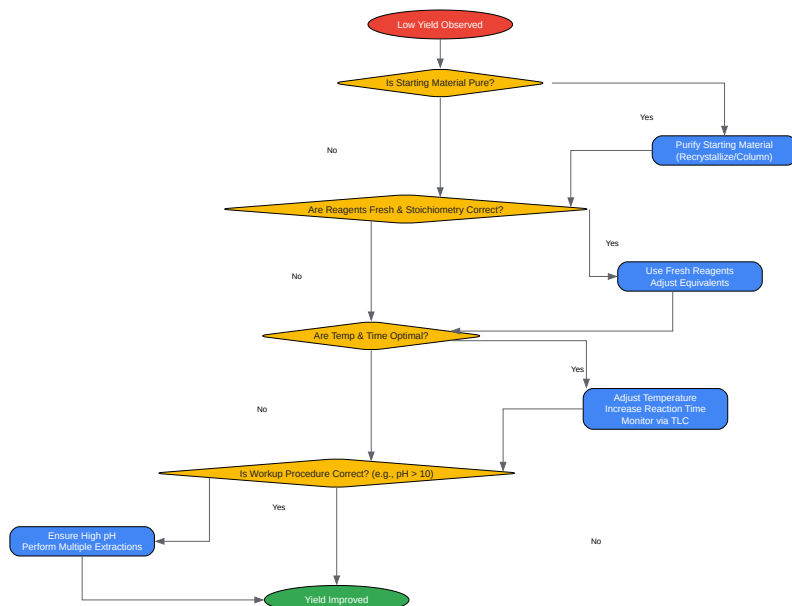 Low Yield Observed
Is Starting Material Pure?
Yes
No
Purify Starting Material
(Recrystallize/Column)
Are Reagents Fresh & Stoichiometry Correct?
Yes
No
Use Fresh Reagents
Adjust Equivalents
Are Temp & Time Optimal?
Yes
No
Adjust Temperature
Increase Reaction Time
Monitor via TLC
Is Workup Procedure Correct? (e.g., pH > 10)
Yes
No
Ensure High pH
Perform Multiple Extractions
Yield Improved